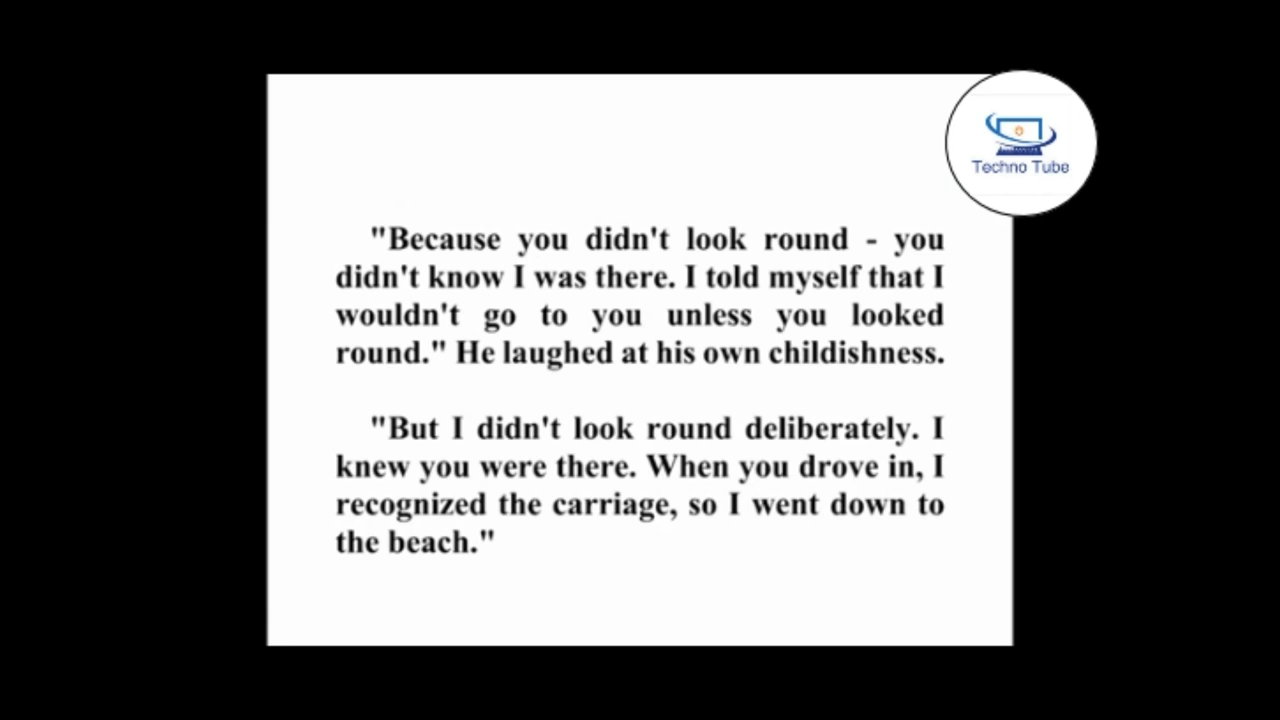 Techno Tube
"Because you didn't look round - you
didn't know I was there. I told myself that I
wouldn't go to you unless you looked
round." He laughed at his own childishness.
"But I didn't look round deliberately. I
knew you were there. When you drove in, I
recognized the carriage, so I went down to
the beach."